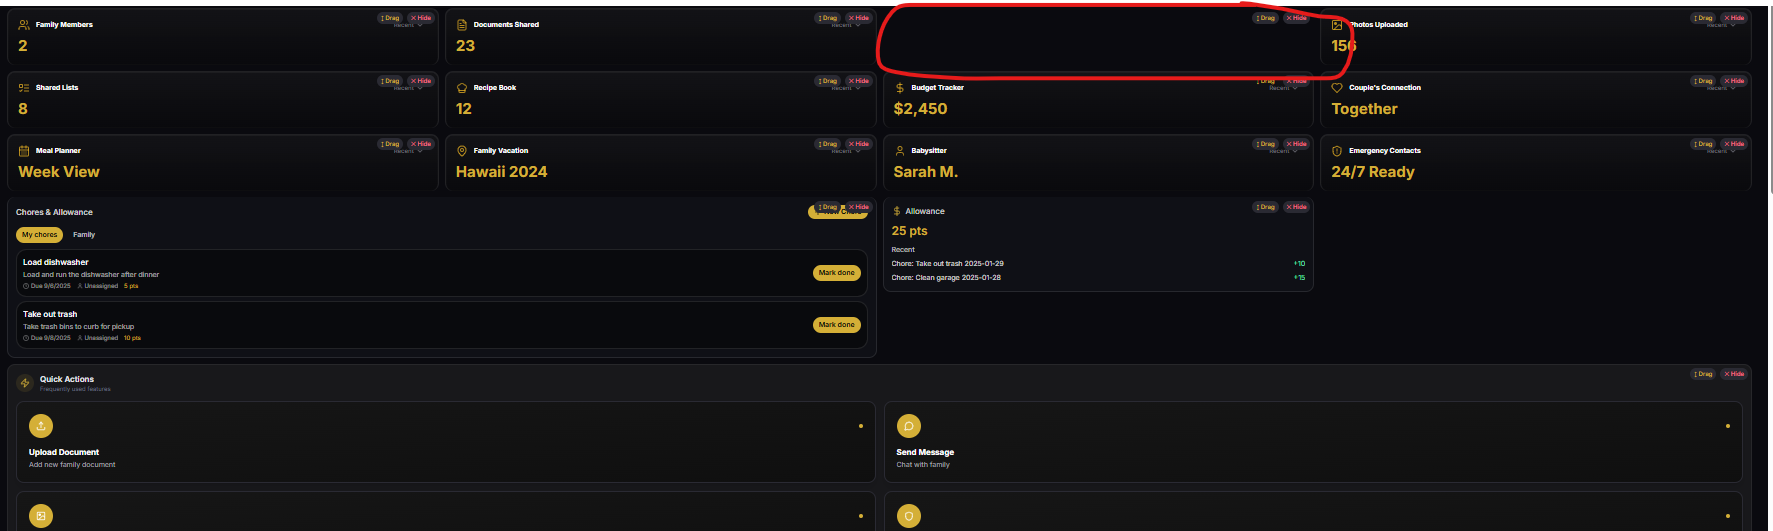 Family Members Recent Drag Hide
2
Documents Shared Recent Drag Hide
23
Drag Hide
Photos Uploaded Recent Drag Hide
156
Shared Lists Recent Drag Hide
8
Recipe Book Recent Drag Hide
12
Budget Tracker Recent Drag Hide
$2,450
Couple's Connection Recent Drag Hide
Together
Meal Planner Recent Drag Hide
Week View
Family Vacation Recent Drag Hide
Hawaii 2024
Babysitter Recent Drag Hide
Sarah M.
Emergency Contacts Recent Drag Hide
24/7 Ready
Chores & Allowance Drag Hide
My chores Family
Load dishwasher
Load and run the dishwasher after dinner
Due 9/6/2025 Unassigned 5 pts
Mark done
Take out trash
Take trash bins to curb for pickup
Due 9/8/2025 Unassigned 10 pts
Mark done
Allowance Drag Hide
25 pts
Recent
Chore: Take out trash 2025-01-29 +10
Chore: Clean garage 2025-01-28 +15
Quick Actions Drag Hide
Frequently used features
Upload Document
Add new family document
Send Message
Chat with family